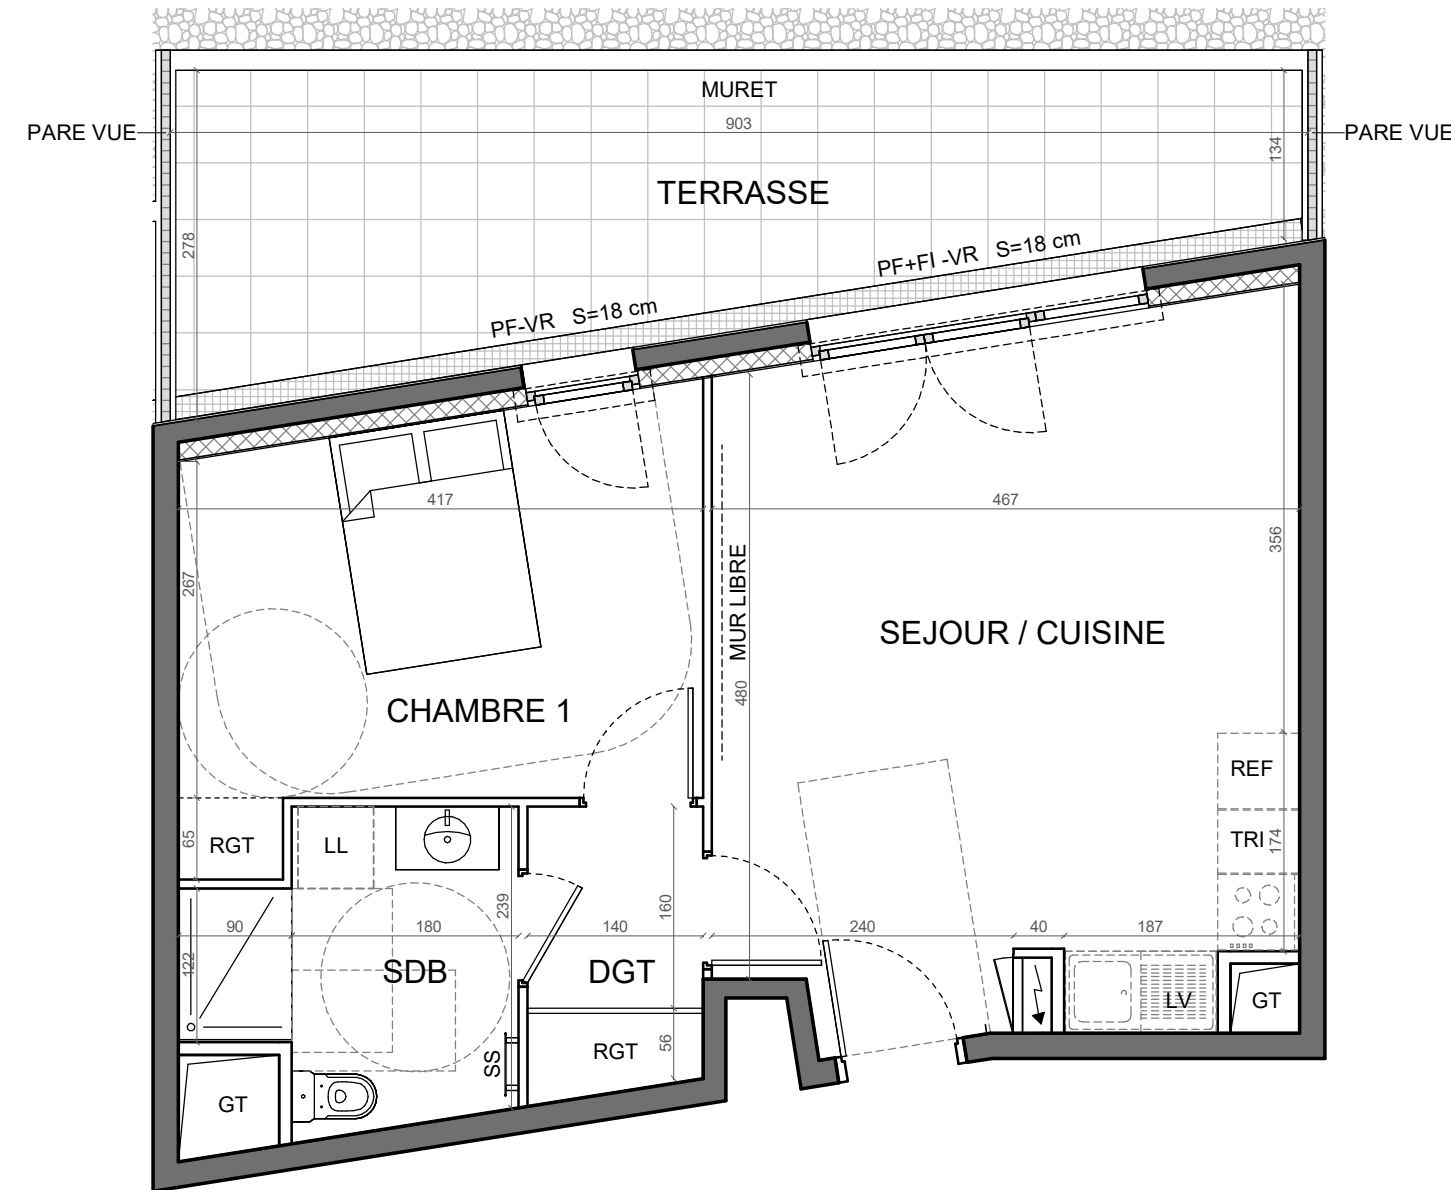 MURET
PARE VUE
903
PARE VUE
134
TERRASSE
278
PF+FI -VR S=18 cm
PF-VR S=18 cm
417
467
356
267
MUR LIBRE
SEJOUR / CUISINE
480
CHAMBRE 1
REF
TRI
174
65
RGT
LL
239
160
90
180
140
240
40
187
122
SDB
DGT
LV
GT
RGT
56
SS
GT